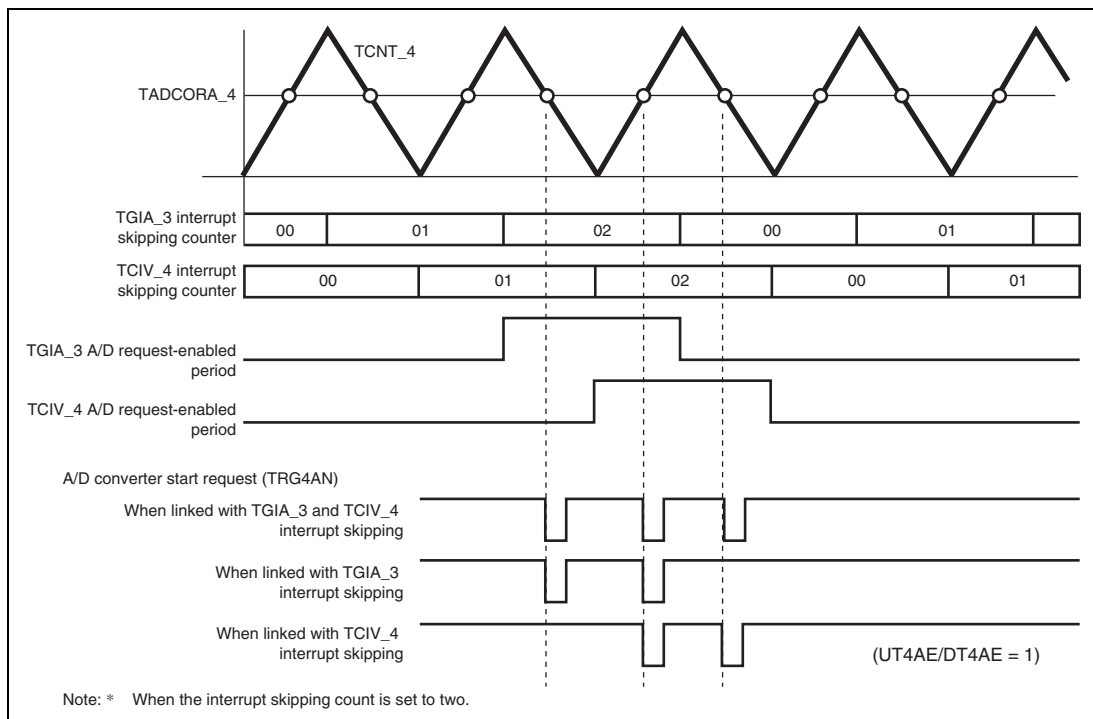 TCNT_4
TADCORA_4
TGIA_3 interrupt
skipping counter
00
01
02
00
01
TCIV_4 interrupt
skipping counter
00
01
02
00
01
TGIA_3 A/D request-enabled
period
TCIV_4 A/D request-enabled
period
A/D converter start request (TRG4AN)
When linked with TGIA_3 and TCIV_4
interrupt skipping
When linked with TGIA_3
interrupt skipping
When linked with TCIV_4
interrupt skipping
(UT4AE/DT4AE = 1)
Note: * When the interrupt skipping count is set to two.